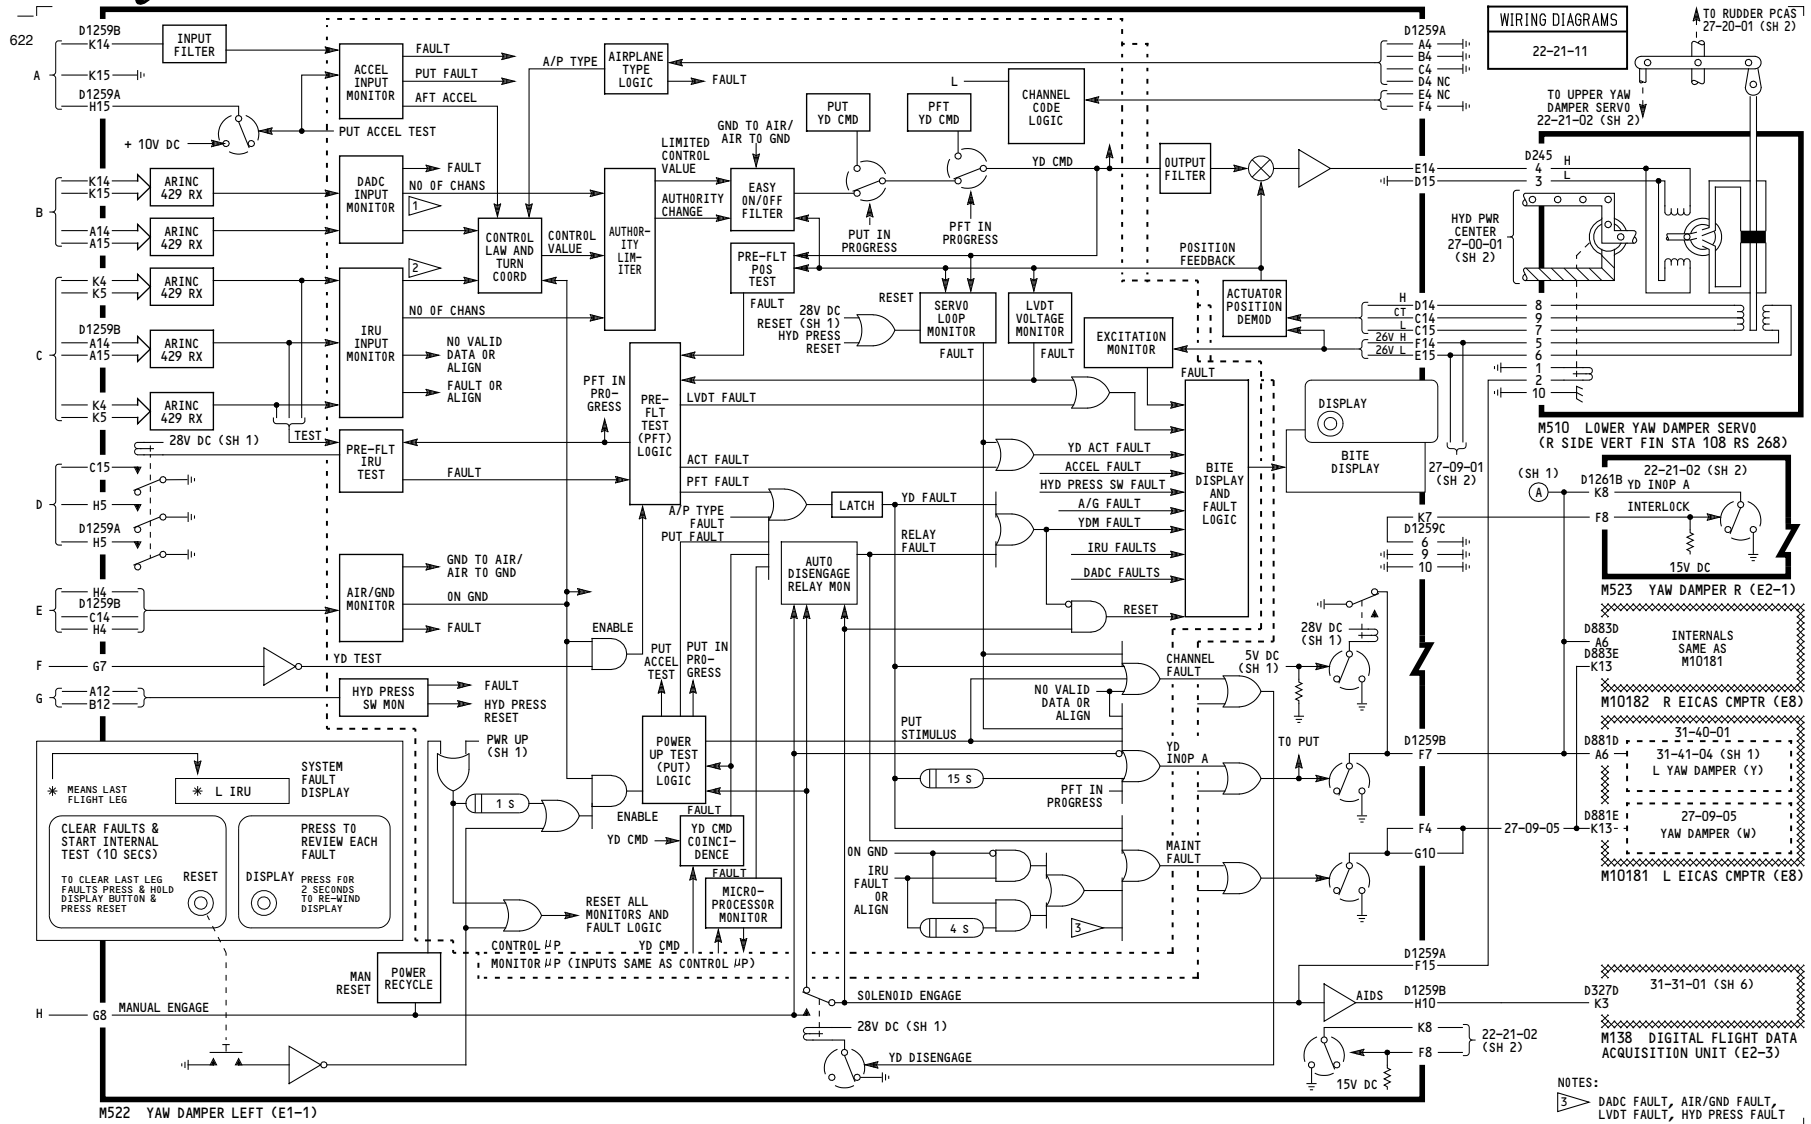 622
A
D1259B
K14
K15
D1259A
H15
INPUT
FILTER
+ 10V DC
ACCEL
INPUT
MONITOR
FAULT
PUT FAULT
AFT ACCEL
PUT ACCEL TEST
A/P TYPE
AIRPLANE
TYPE
LOGIC
FAULT
PUT
YD CMD
PFT
YD CMD
L
CHANNEL
CODE
LOGIC
D1259A
A4
B4
C4
D4 NC
E4 NC
F4
WIRING DIAGRAMS
22-21-11
TO RUDDER PCAS
27-20-01 (SH 2)
TO UPPER YAW
DAMPER SERVO
22-21-02 (SH 2)
B
K14
K15
A14
A15
ARINC
429 RX
ARINC
429 RX
DADC
INPUT
MONITOR
FAULT
NO OF CHANS
1
2
CONTROL
LAW AND
TURN
COORD
CONTROL
VALUE
AUTHOR-
ITY
LIM-
ITER
LIMITED
CONTROL
VALUE
AUTHORITY
CHANGE
GND TO AIR/
AIR TO GND
EASY
ON/OFF
FILTER
PUT IN
PROGRESS
PFT IN
PROGRESS
YD CMD
OUTPUT
FILTER
POSITION
FEEDBACK
E14
D15
D245
4
3
H
L
HYD PWR
CENTER
27-00-01
(SH 2)
C
K4
K5
D1259B
A14
A15
K4
K5
ARINC
429 RX
ARINC
429 RX
ARINC
429 RX
IRU
INPUT
MONITOR
NO OF CHANS
NO VALID
DATA OR
ALIGN
FAULT OR
ALIGN
PRE-FLT
POS
TEST
FAULT
28V DC
RESET (SH 1)
HYD PRESS
RESET
RESET
SERVO
LOOP
MONITOR
FAULT
LVDT
VOLTAGE
MONITOR
FAULT
EXCITATION
MONITOR
FAULT
ACTUATOR
POSITION
DEMOD
H
CT
L
26V H
26V L
D14
C14
C15
F14
E15
8
9
7
5
6
1
2
10
M510 LOWER YAW DAMPER SERVO
(R SIDE VERT FIN STA 108 RS 268)
TEST
28V DC (SH 1)
PRE-FLT
IRU
TEST
FAULT
PFT IN
PRO-
GRESS
PRE-
FLT
TEST
(PFT)
LOGIC
LVDT FAULT
ACT FAULT
PFT FAULT
A/P TYPE
FAULT
PUT FAULT
LATCH
YD FAULT
RELAY
FAULT
YD ACT FAULT
ACCEL FAULT
HYD PRESS SW FAULT
A/G FAULT
YDM FAULT
IRU FAULTS
DADC FAULTS
RESET
BITE
DISPLAY
AND
FAULT
LOGIC
DISPLAY
BITE
DISPLAY
27-09-01
(SH 2)
(SH 1)
A
D1261B
K8
F8
22-21-02 (SH 2)
YD INOP A
INTERLOCK
15V DC
M523 YAW DAMPER R (E2-1)
D
C15
H5
D1259A
H5
K7
D1259C
6
9
10
E
H4
D1259B
C14
H4
AIR/GND
MONITOR
GND TO AIR/
AIR TO GND
ON GND
FAULT
AUTO
DISENGAGE
RELAY MON
ENABLE
F
G7
YD TEST
G
A12
B12
HYD PRESS
SW MON
FAULT
HYD PRESS
RESET
PUT
ACCEL
TEST
PUT IN
PRO-
GRESS
28V DC
(SH 1)
5V DC
(SH 1)
D883D
A6
D883E
K13
INTERNALS
SAME AS
M10181
M10182 R EICAS CMPTR (E8)
CHANNEL
FAULT
NO VALID
DATA OR
ALIGN
PUT
STIMULUS
PWR UP
(SH 1)
POWER
UP TEST
(PUT)
LOGIC
FAULT
ENABLE
1 S
15 S
YD
INOP A
PFT IN
PROGRESS
TO PUT
D1259B
F7
D881D
A6
31-40-01
31-41-04 (SH 1)
L YAW DAMPER (Y)
27-09-05
YAW DAMPER (W)
D881E
K13
27-09-05
F4
G10
M10181 L EICAS CMPTR (E8)
* MEANS LAST
FLIGHT LEG
* L IRU
SYSTEM
FAULT
DISPLAY
CLEAR FAULTS &
START INTERNAL
TEST (10 SECS)
TO CLEAR LAST LEG
FAULTS PRESS & HOLD
DISPLAY BUTTON &
PRESS RESET
RESET
PRESS TO
REVIEW EACH
FAULT
DISPLAY
PRESS FOR
2 SECONDS
TO RE-WIND
DISPLAY
YD CMD
YD CMD
COINCI-
DENCE
FAULT
MICRO-
PROCESSOR
MONITOR
RESET ALL
MONITORS AND
FAULT LOGIC
ON GND
IRU
FAULT
OR
ALIGN
4 S
3
MAINT
FAULT
CONTROL μP
YD CMD
MONITOR μP (INPUTS SAME AS CONTROL μP)
MAN
RESET
POWER
RECYCLE
H
G8
MANUAL ENGAGE
SOLENOID ENGAGE
28V DC (SH 1)
YD DISENGAGE
AIDS
D1259A
F15
D1259B
H10
K8
F8
15V DC
22-21-02
(SH 2)
D327D
K3
31-31-01 (SH 6)
M138 DIGITAL FLIGHT DATA
ACQUISITION UNIT (E2-3)
M522 YAW DAMPER LEFT (E1-1)
NOTES:
3 DADC FAULT, AIR/GND FAULT,
LVDT FAULT, HYD PRESS FAULT